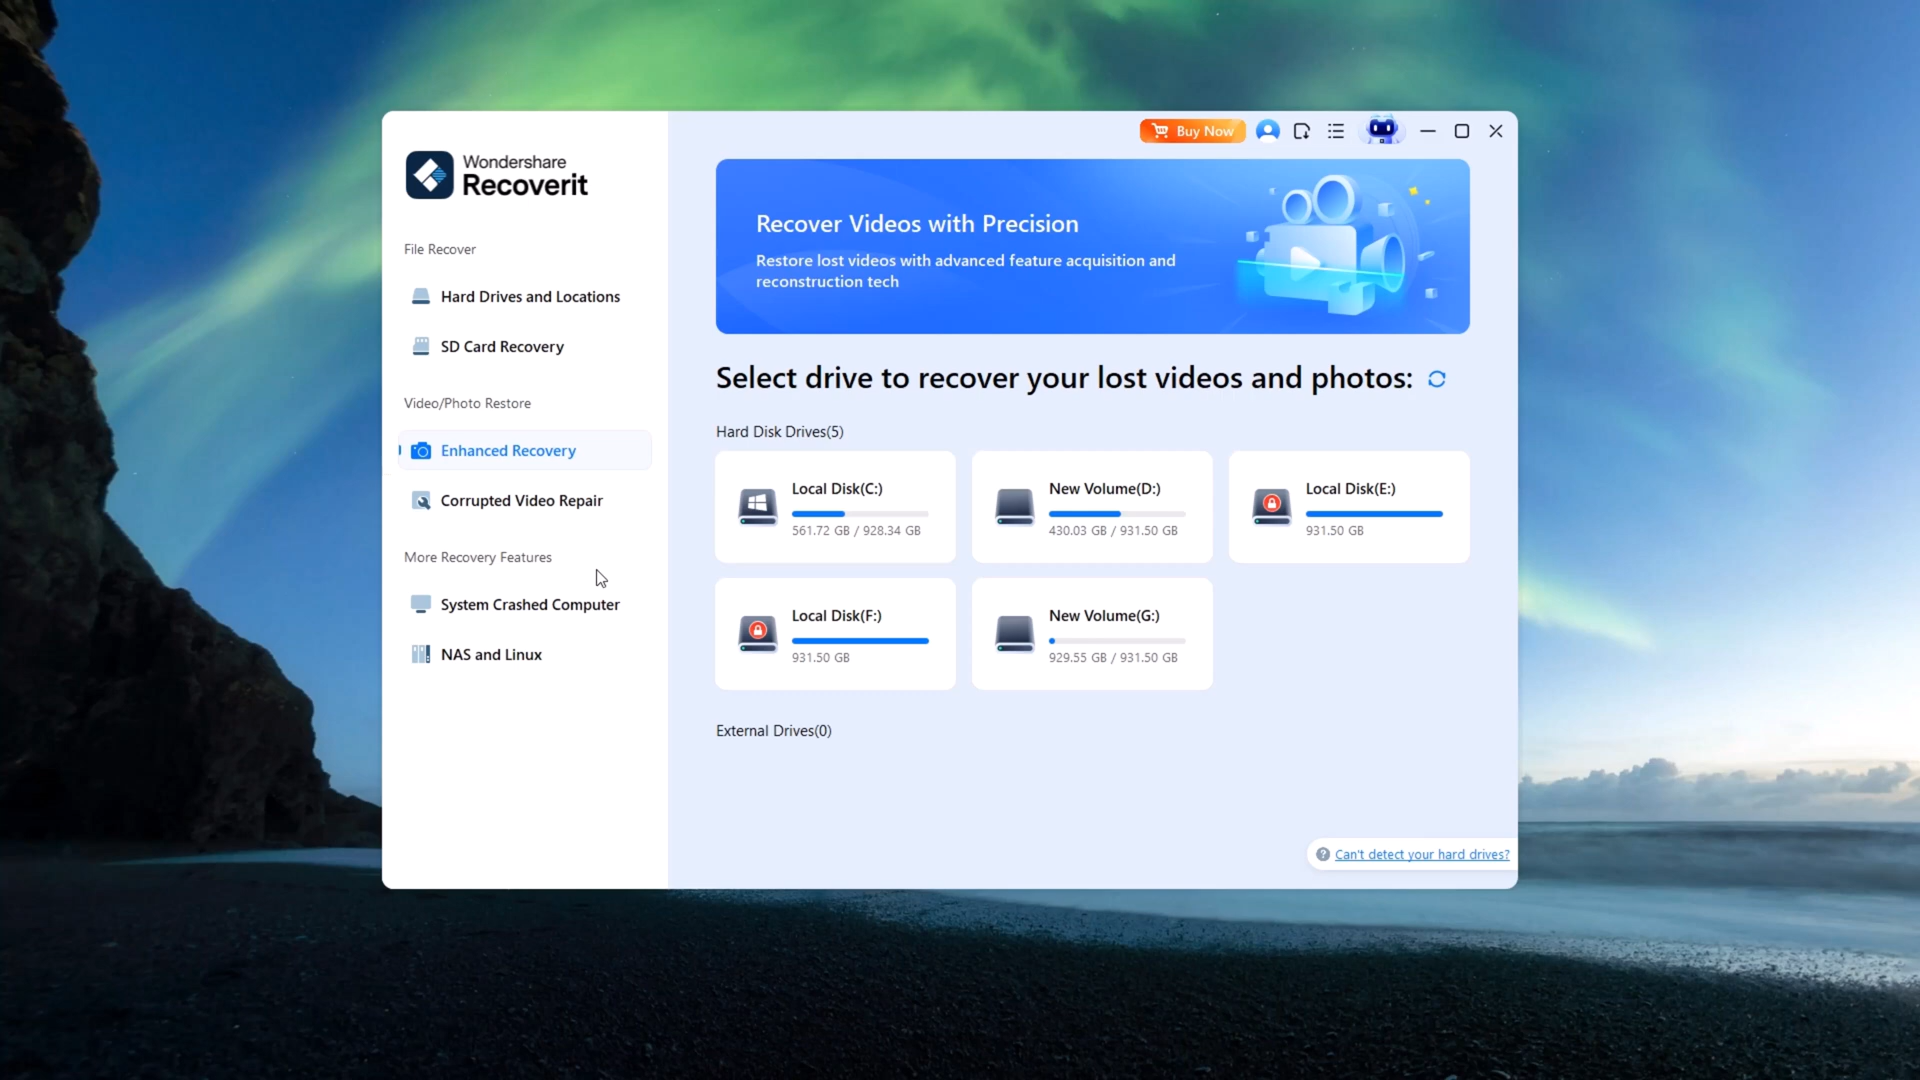 Wondershare
Recoverit
Buy Now
File Recover
Hard Drives and Locations
SD Card Recovery
Video/Photo Restore
Enhanced Recovery
Corrupted Video Repair
More Recovery Features
System Crashed Computer
NAS and Linux
Recover Videos with Precision
Restore lost videos with advanced feature acquisition and
reconstruction tech
Select drive to recover your lost videos and photos:
Hard Disk Drives(5)
Local Disk(C:)
561.72 GB / 928.34 GB
New Volume(D:)
430.03 GB / 931.50 GB
Local Disk(E:)
931.50 GB
Local Disk(F:)
931.50 GB
New Volume(G:)
929.55 GB / 931.50 GB
External Drives(0)
Can't detect your hard drives?